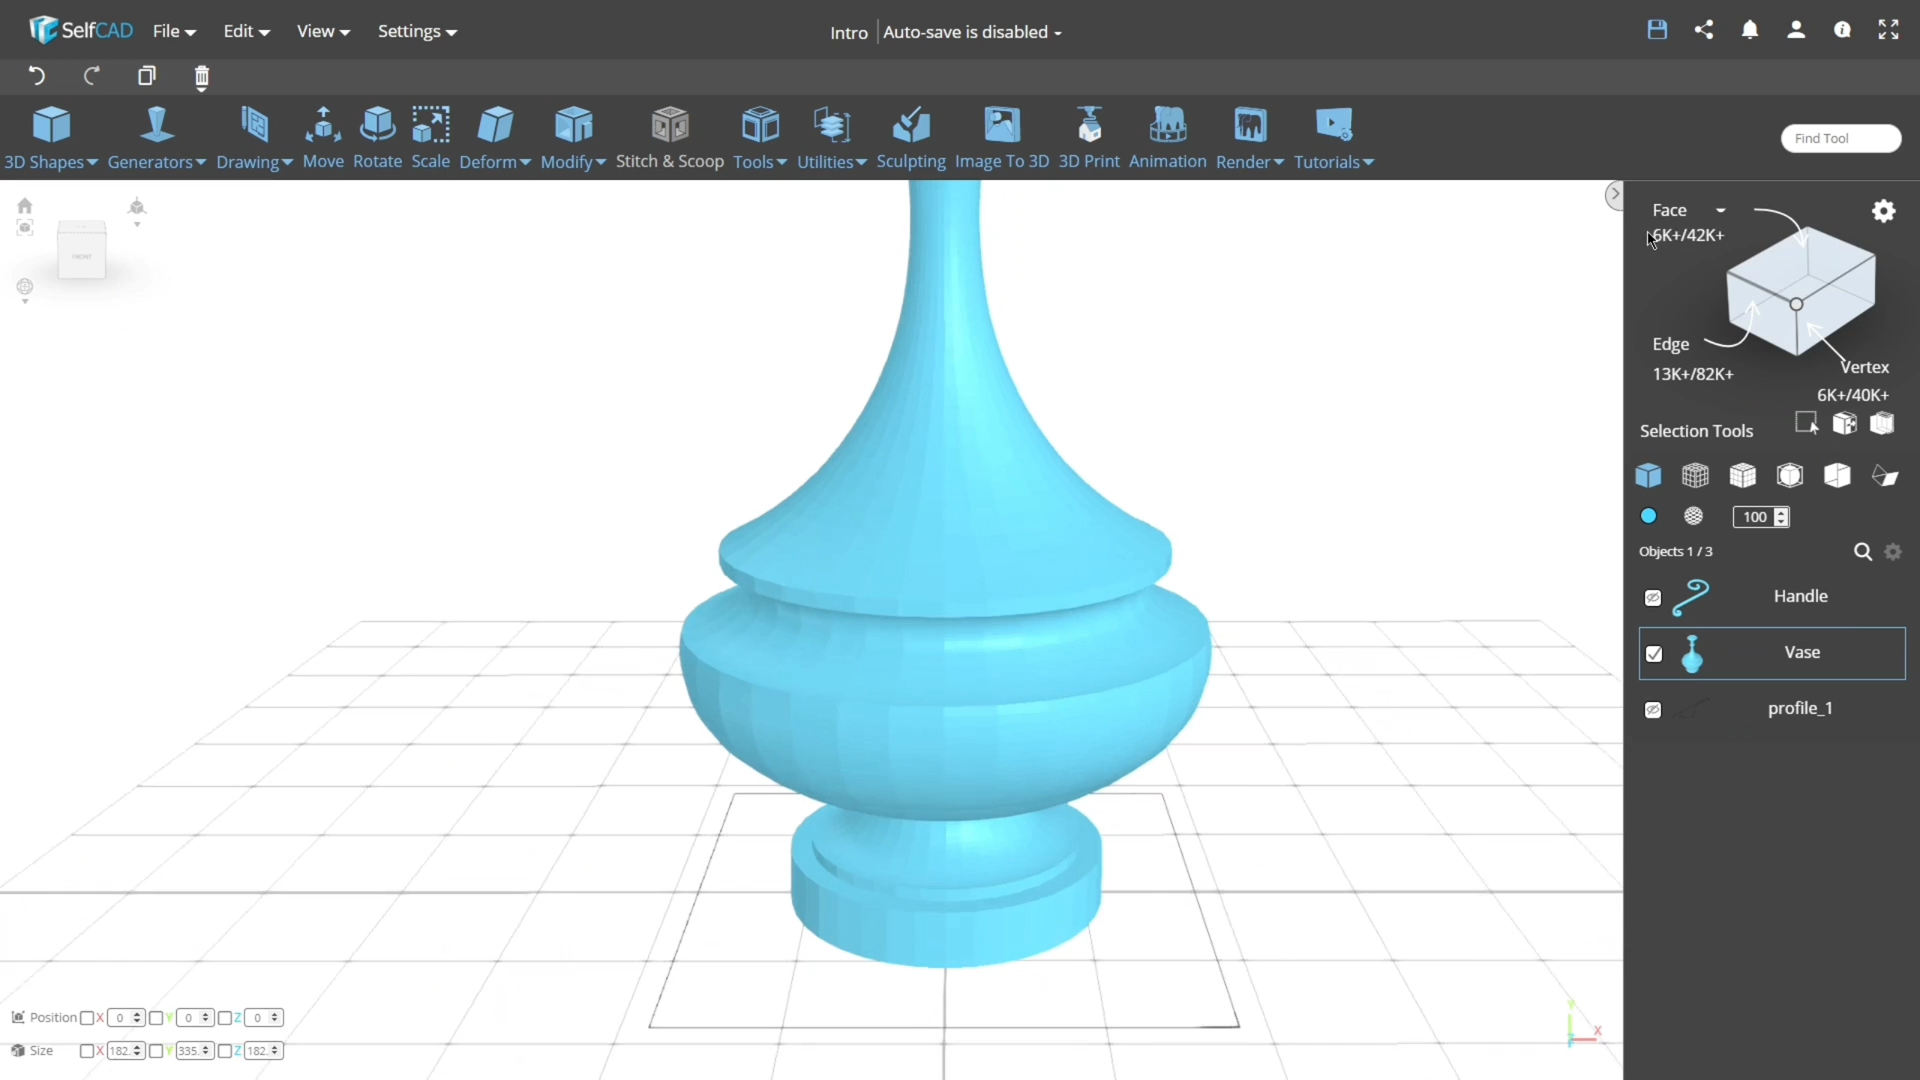 SelfCAD File Edit View Settings Intro Auto-save is disabled
3D Shapes Generators Drawing Move Rotate Scale Deform Modify Stitch & Scoop Tools Utilities Sculpting Image To 3D 3D Print Animation Render Tutorials
Find Tool
FRONT
Face
6K+/42K+
Edge
13K+/82K+
Vertex
6K+/40K+
Selection Tools
100
Objects 1 / 3
Handle
Vase
profile_1
Position X 0 Y 0 Z 0
Size X 182. Y 335. Z 182.
Y
X